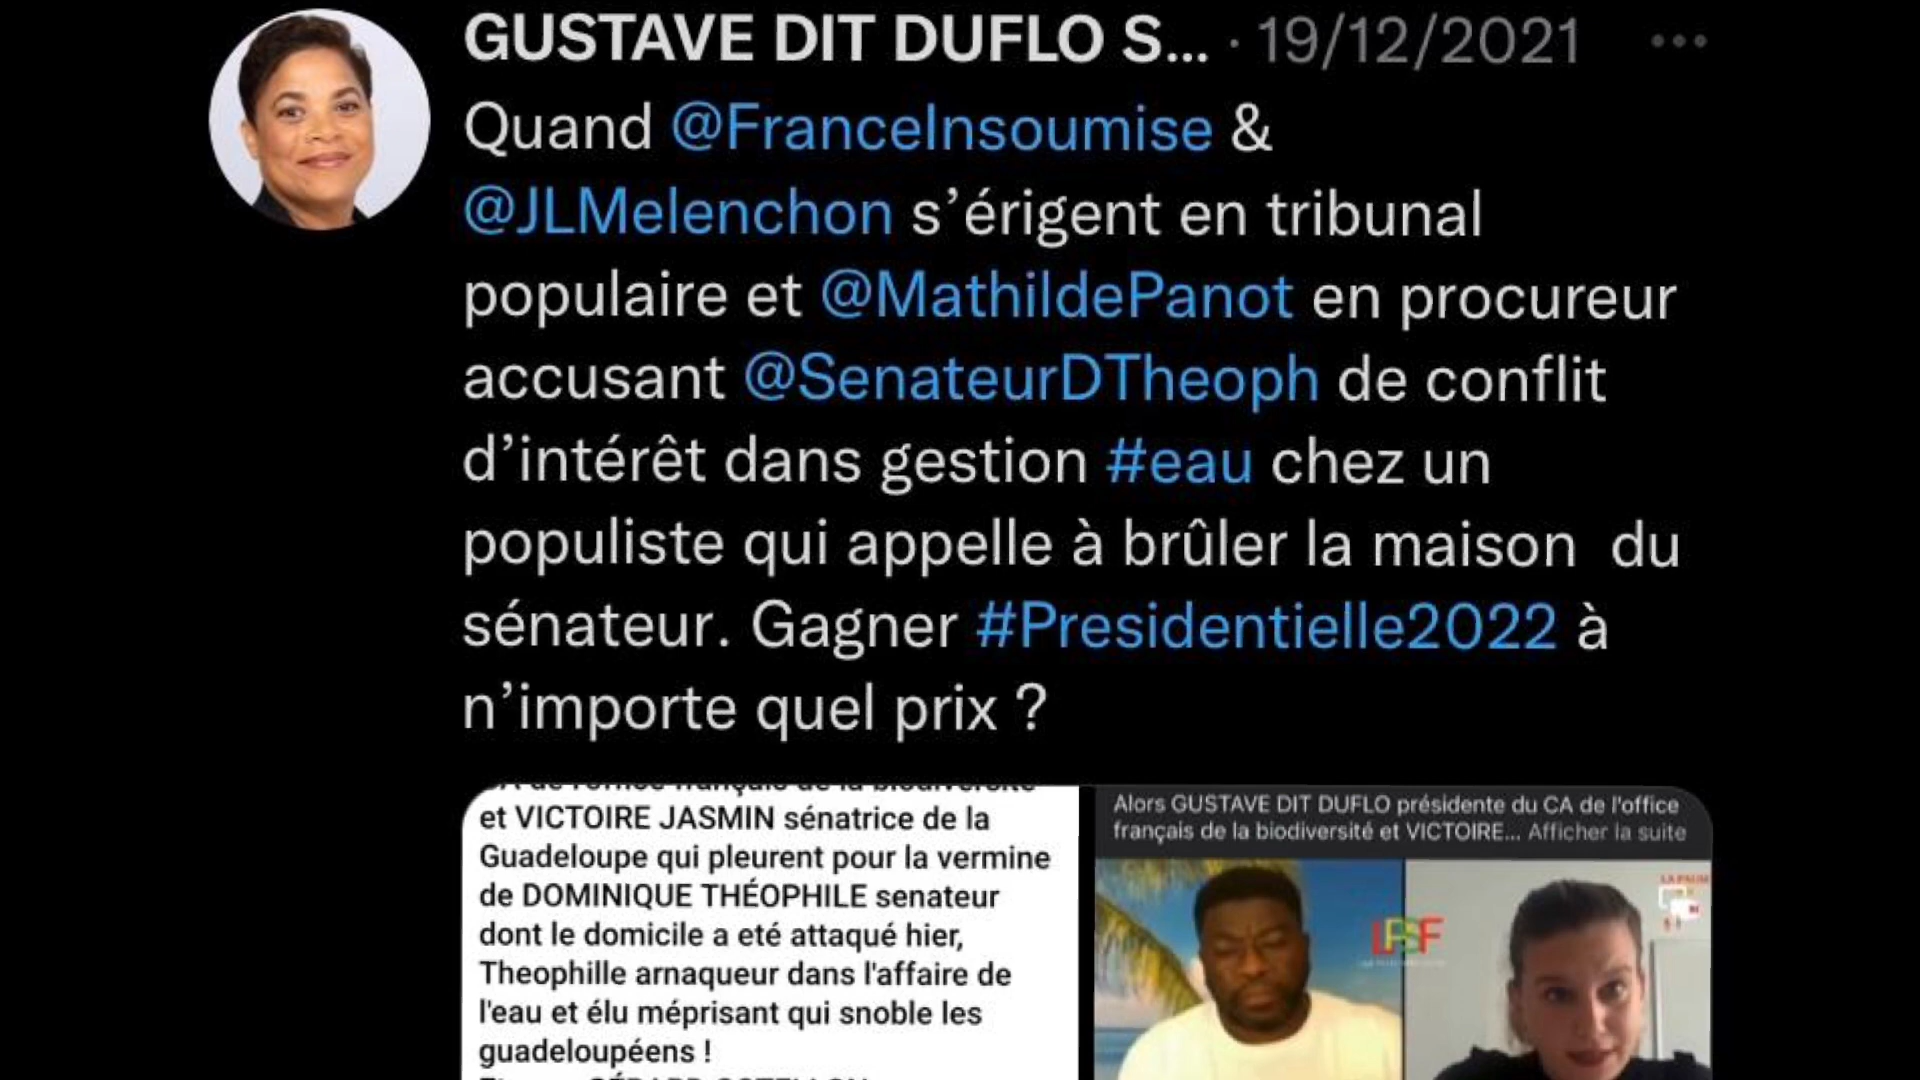 GUSTAVE DIT DUFLO S... · 19/12/2021
Quand @FranceInsoumise &
@JLMelenchon s’érigent en tribunal
populaire et @MathildePanot en procureur
accusant @SenateurDTheoph de conflit
d’intérêt dans gestion #eau chez un
populiste qui appelle à brûler la maison du
sénateur. Gagner #Presidentielle2022 à
n’importe quel prix ?
et VICTOIRE JASMIN sénatrice de la
Guadeloupe qui pleurent pour la vermine
de DOMINIQUE THÉOPHILE senateur
dont le domicile a eté attaqué hier,
Theophille arnaqueur dans l'affaire de
l'eau et élu méprisant qui snoble les
guadeloupéens !
Alors GUSTAVE DIT DUFLO présidente du CA de l'office
français de la biodiversité et VICTOIRE... Afficher la suite
LPSF